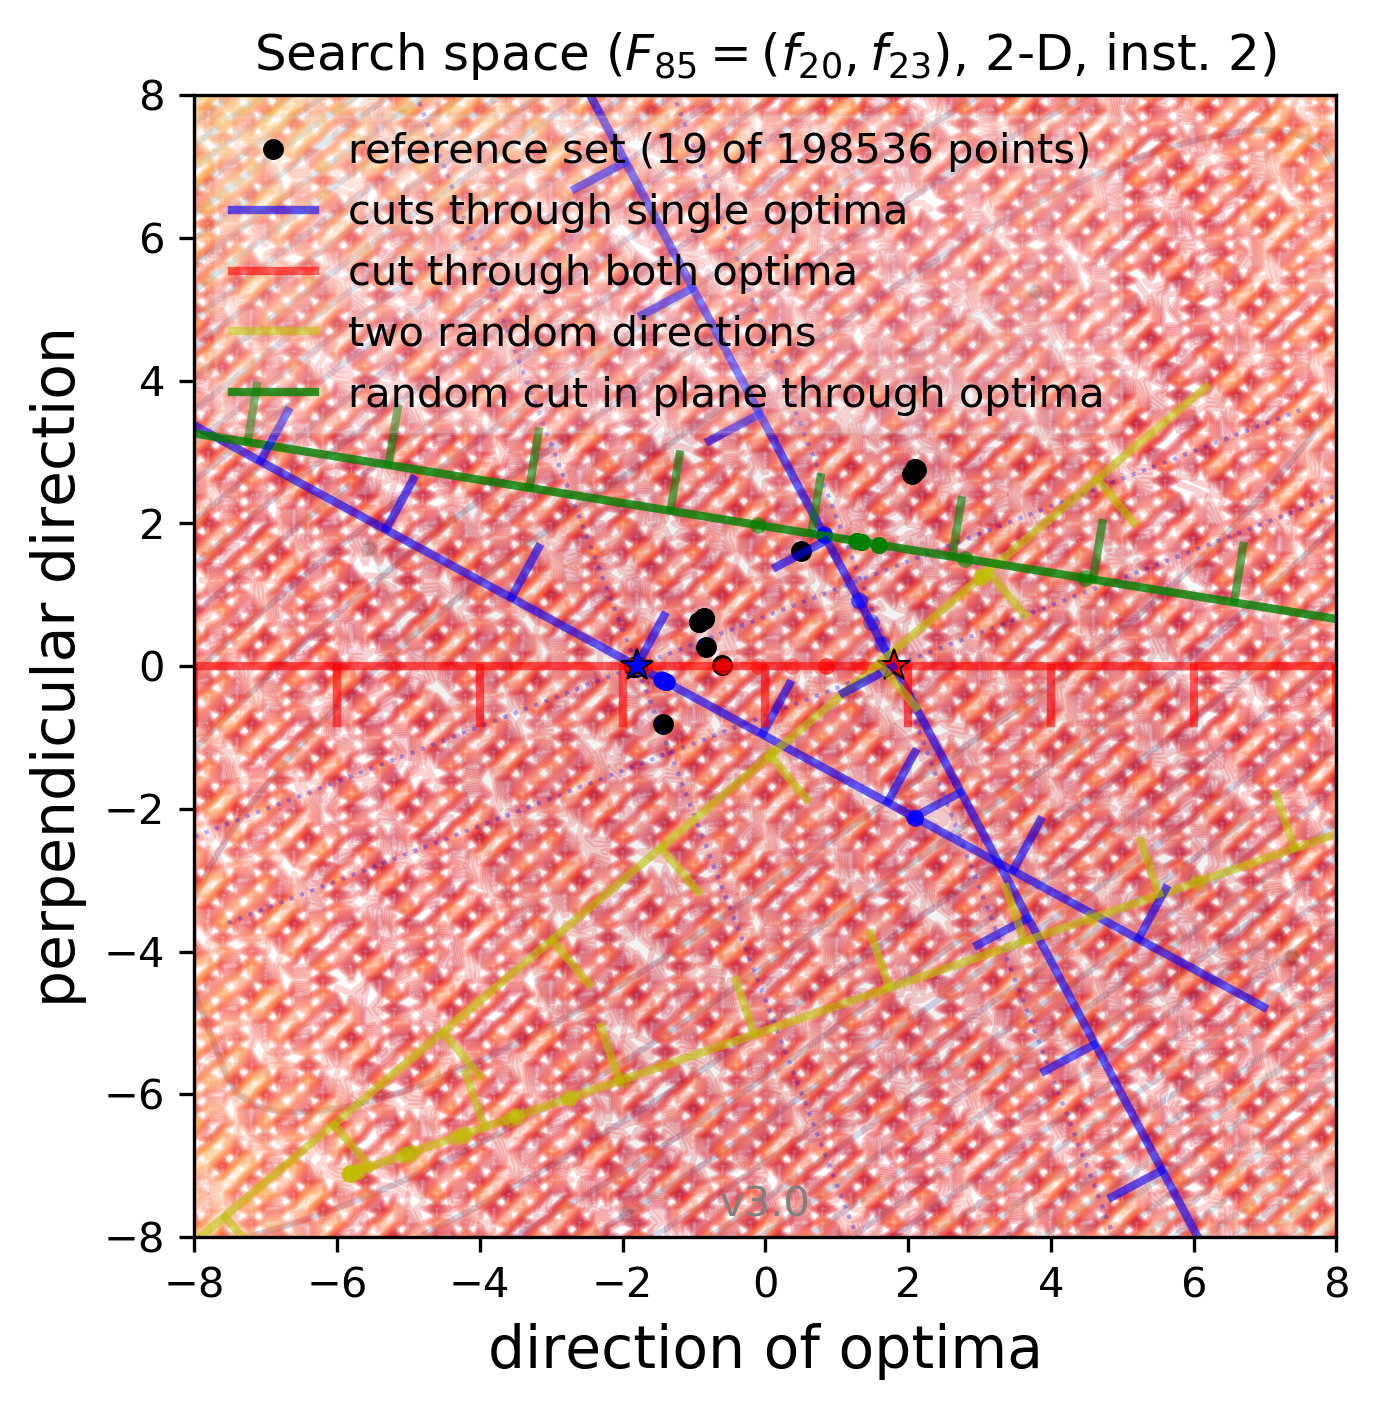 Search space (F85 = (f20, f23), 2-D, inst. 2)
8
6
4
2
0
−2
−4
−6
−8
perpendicular direction
reference set (19 of 198536 points)
cuts through single optima
cut through both optima
two random directions
random cut in plane through optima
v3.0
−8 −6 −4 −2 0 2 4 6 8
direction of optima